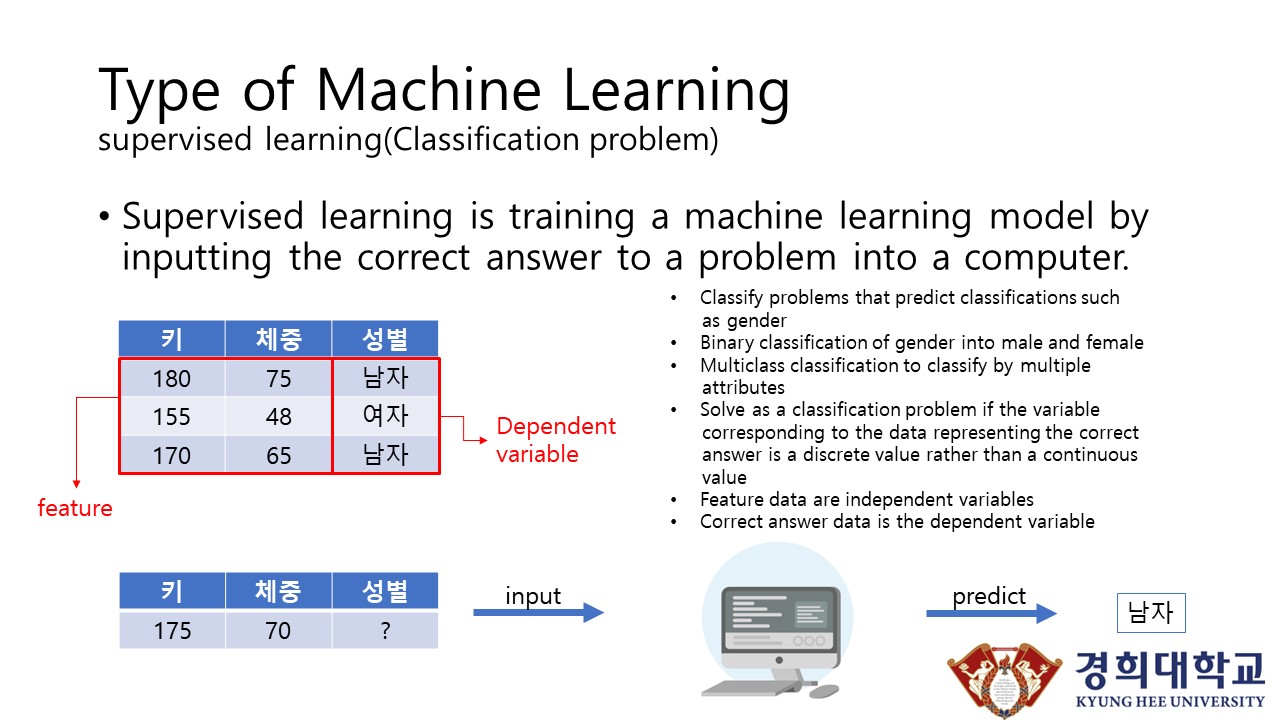 Type of Machine Learning
supervised learning(Classification problem)
• Supervised learning is training a machine learning model by
inputting the correct answer to a problem into a computer.
• Classify problems that predict classifications such
as gender
• Binary classification of gender into male and female
• Multiclass classification to classify by multiple
attributes
• Solve as a classification problem if the variable
corresponding to the data representing the correct
answer is a discrete value rather than a continuous
value
• Feature data are independent variables
• Correct answer data is the dependent variable
키 체중 성별
180 75 남자
155 48 여자
170 65 남자
Dependent
variable
feature
키 체중 성별
175 70 ?
input
predict
남자
경희대학교
KYUNG HEE UNIVERSITY